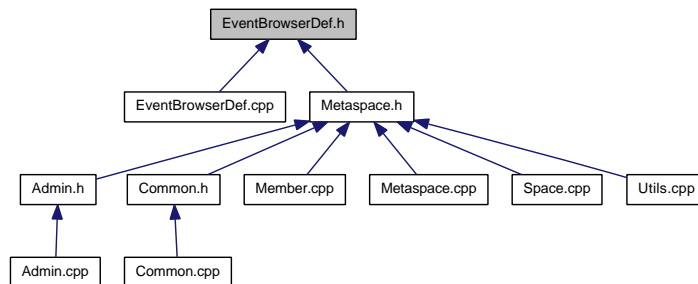 EventBrowserDef.h
EventBrowserDef.cpp
Metaspace.h
Admin.h
Common.h
Member.cpp
Metaspace.cpp
Space.cpp
Utils.cpp
Admin.cpp
Common.cpp